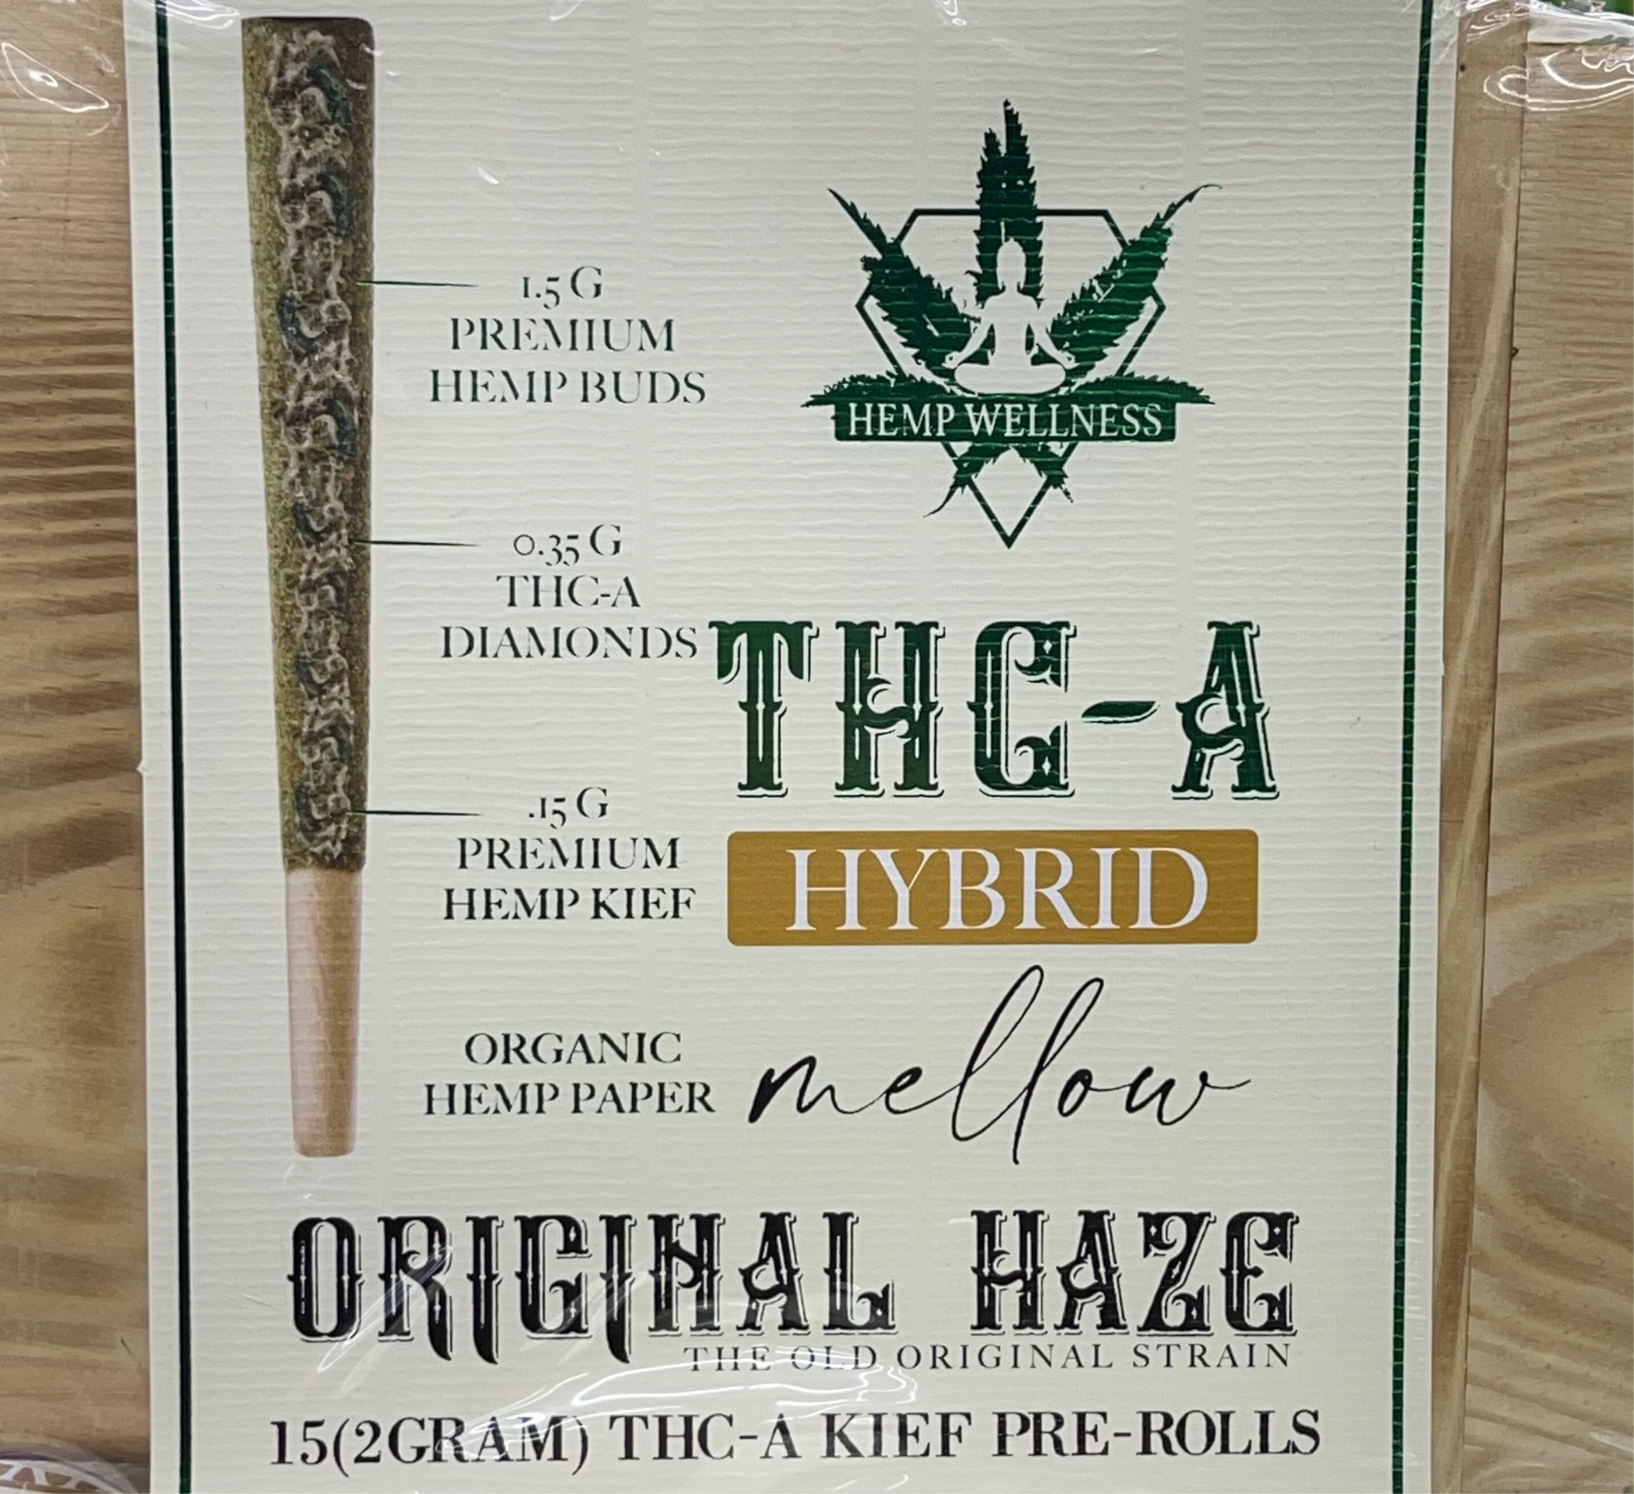 1.5 G
PREMIUM
HEMP BUDS
HEMP WELLNESS
0.35 G
THC-A
DIAMONDS
THC-A
.15 G
PREMIUM
HEMP KIEF
HYBRID
ORGANIC
HEMP PAPER
mellow
ORIGINAL HAZE
THE OLD ORIGINAL STRAIN
15(2GRAM) THC-A KIEF PRE-ROLLS